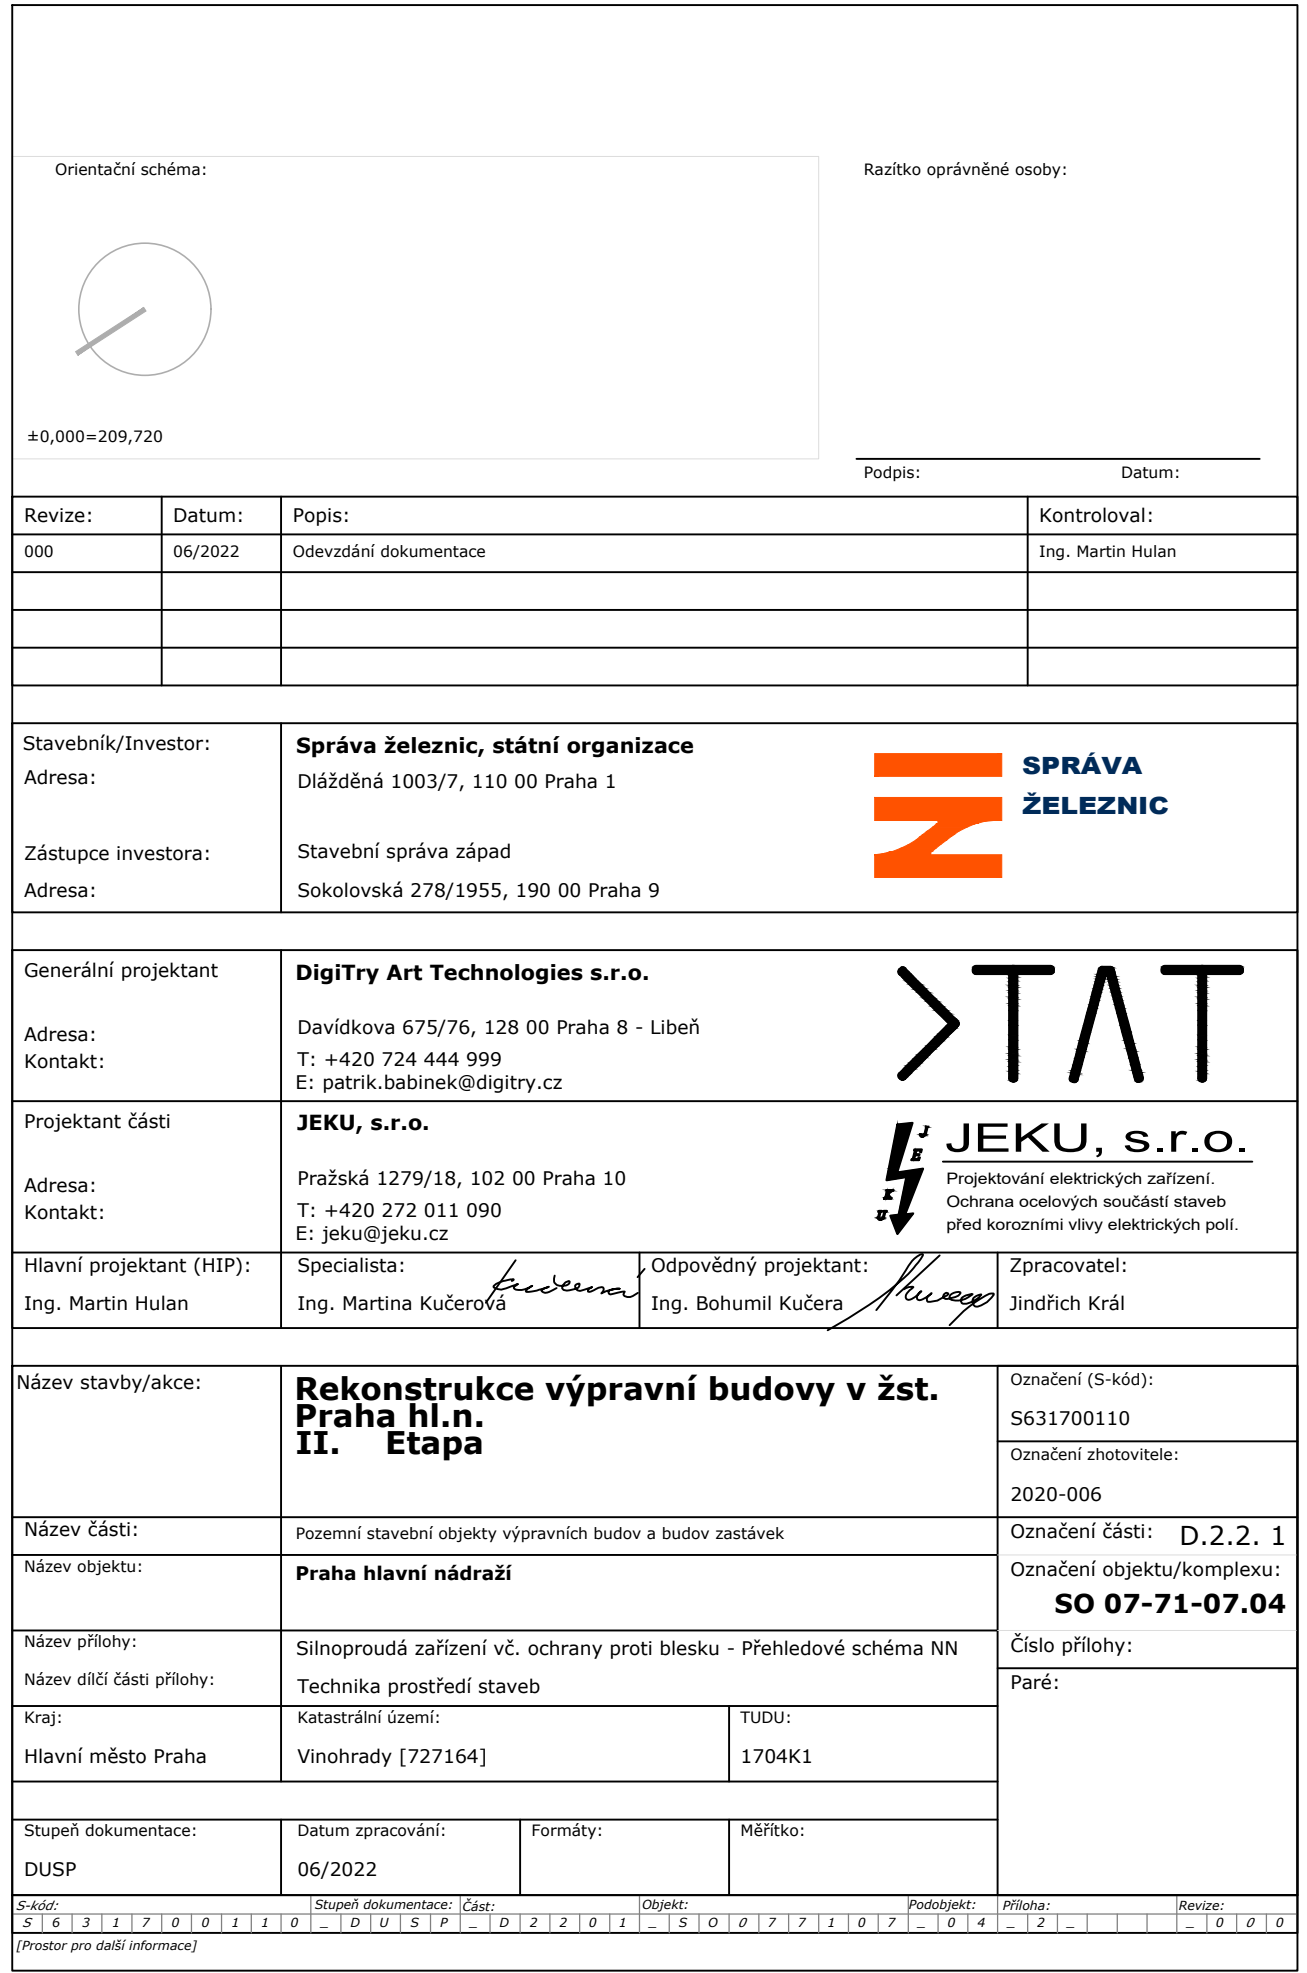 Orientační schéma:
Razítko oprávněné osoby:
±0,000=209,720
Podpis: Datum:
Revize: Datum: Popis: Kontroloval:
000 06/2022 Odevzdání dokumentace Ing. Martin Hulan
Stavebník/Investor: Správa železnic, státní organizace
Adresa: Dlážděná 1003/7, 110 00 Praha 1
SPRÁVA
ŽELEZNIC
Zástupce investora: Stavební správa západ
Adresa: Sokolovská 278/1955, 190 00 Praha 9
Generální projektant DigiTry Art Technologies s.r.o.
Adresa: Davídkova 675/76, 128 00 Praha 8 - Libeň
Kontakt: T: +420 724 444 999
E: patrik.babinek@digitry.cz
Projektant části JEKU, s.r.o.
Adresa: Pražská 1279/18, 102 00 Praha 10
Kontakt: T: +420 272 011 090
E: jeku@jeku.cz
J
E
K
U
JEKU, s.r.o.
Projektování elektrických zařízení.
Ochrana ocelových součástí staveb
před korozními vlivy elektrických polí.
Hlavní projektant (HIP): Specialista: Odpovědný projektant: Zpracovatel:
Ing. Martin Hulan Ing. Martina Kučerová Ing. Bohumil Kučera Jindřich Král
Název stavby/akce: Rekonstrukce výpravní budovy v žst.
Praha hl.n.
II. Etapa
Označení (S-kód):
S631700110
Označení zhotovitele:
2020-006
Název části: Pozemní stavební objekty výpravních budov a budov zastávek
Označení části: D.2.2. 1
Název objektu: Praha hlavní nádraží
Označení objektu/komplexu:
SO 07-71-07.04
Název přílohy: Silnoproudá zařízení vč. ochrany proti blesku - Přehledové schéma NN
Číslo přílohy:
Název dílčí části přílohy: Technika prostředí staveb
Paré:
Kraj: Katastrální území: TUDU:
Hlavní město Praha Vinohrady [727164] 1704K1
Stupeň dokumentace: Datum zpracování: Formáty: Měřítko:
DUSP 06/2022
S-kód: Stupeň dokumentace: Část: Objekt: Podobjekt: Příloha: Revize:
S 6 3 1 7 0 0 1 1 0 _ D U S P _ D 2 2 0 1 _ S O 0 7 7 1 0 7 _ 0 4 _ 2 _ _ 0 0 0
[Prostor pro další informace]